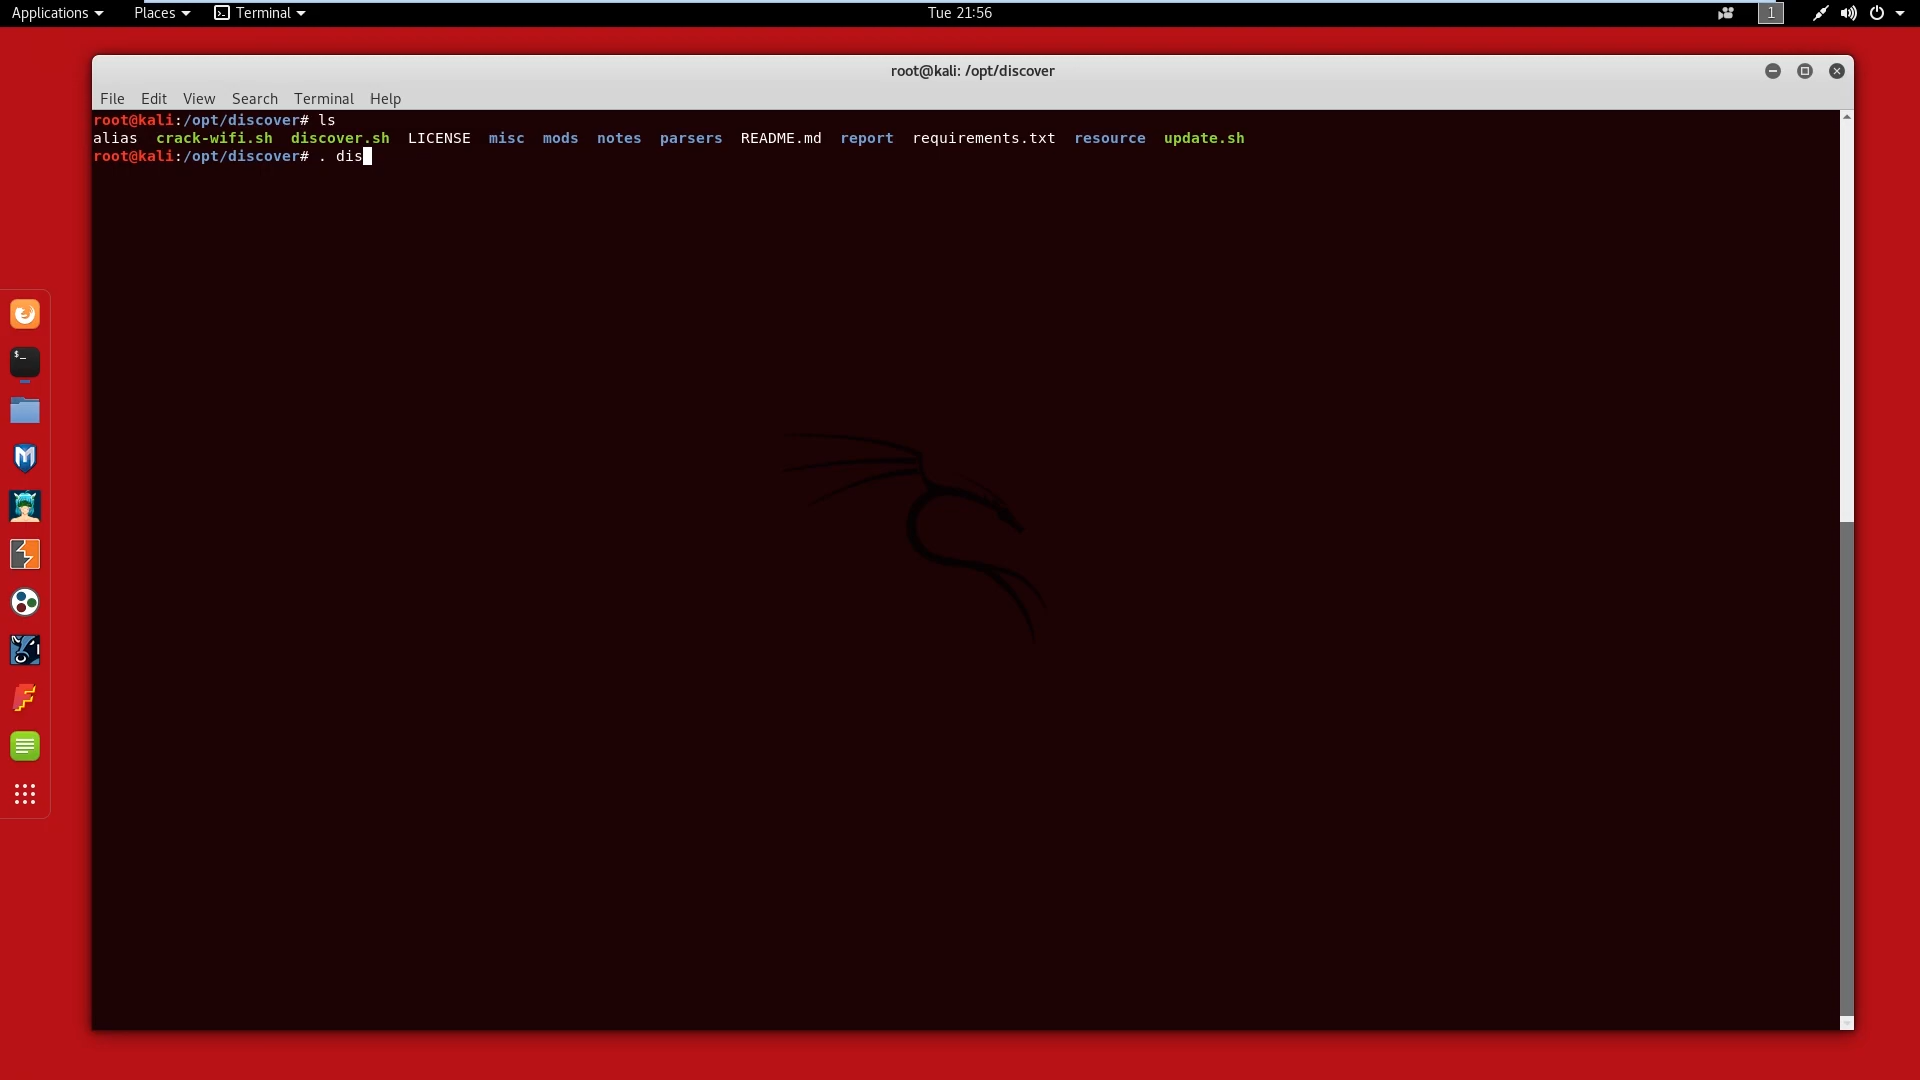 Applications Places Terminal Tue 21:56 1
root@kali: /opt/discover
File Edit View Search Terminal Help
root@kali:/opt/discover# ls
alias crack-wifi.sh discover.sh LICENSE misc mods notes parsers README.md report requirements.txt resource update.sh
root@kali:/opt/discover# . dis
$_